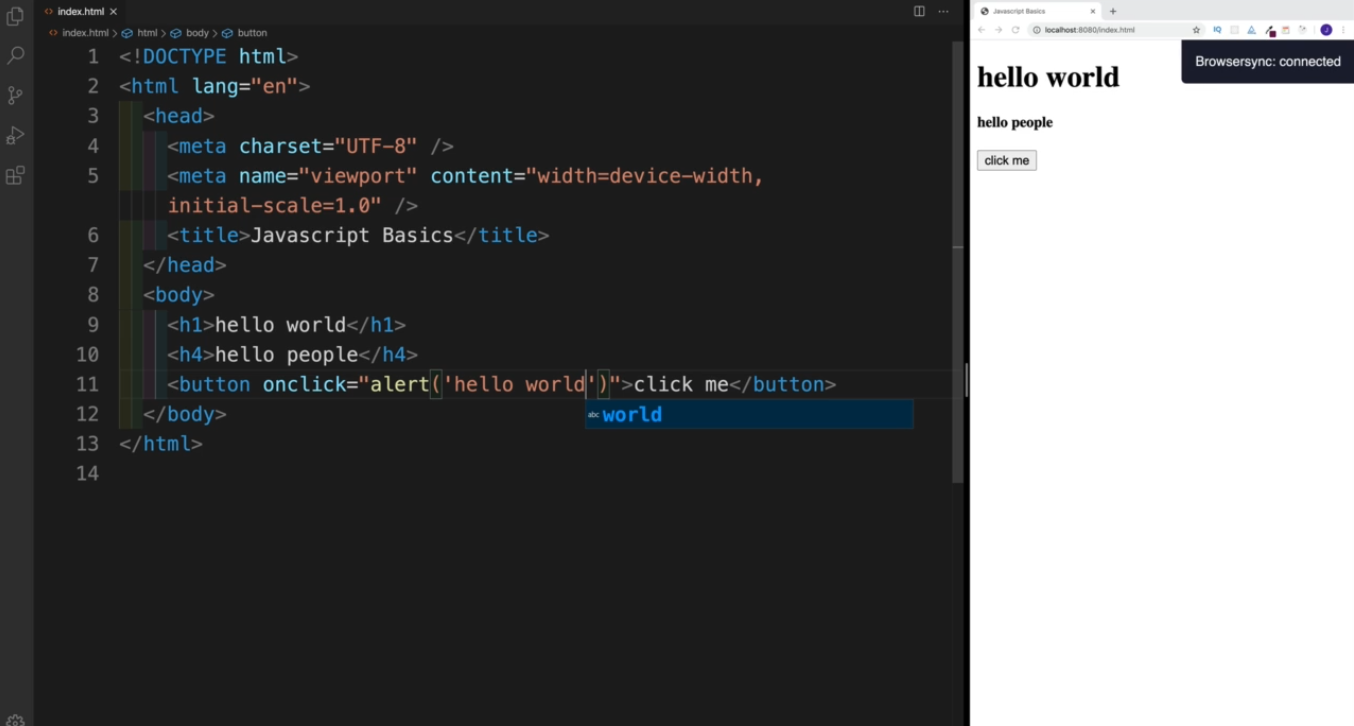 index.html
index.html > html > body > button
1 <!DOCTYPE html>
2 <html lang="en">
3 <head>
4 <meta charset="UTF-8" />
5 <meta name="viewport" content="width=device-width,
initial-scale=1.0" />
6 <title>Javascript Basics</title>
7 </head>
8 <body>
9 <h1>hello world</h1>
10 <h4>hello people</h4>
11 <button onclick="alert('hello world')">click me</button>
abc world
12 </body>
13 </html>
14
Javascript Basics
localhost:8080/index.html
IQ
J
Browsersync: connected
hello world
hello people
click me